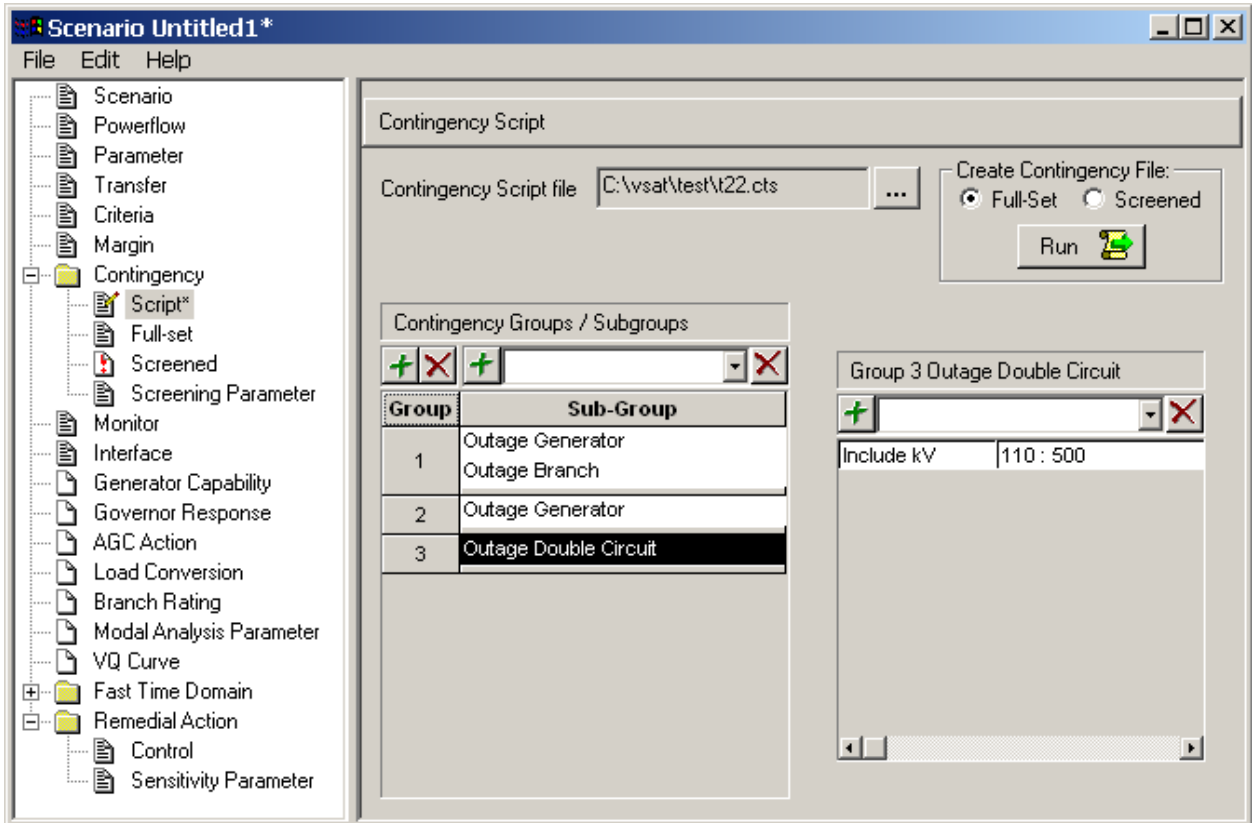 Scenario Untitled1*
File Edit Help
Scenario
Powerflow
Parameter
Transfer
Criteria
Margin
Contingency
Script*
Full-set
Screened
Screening Parameter
Monitor
Interface
Generator Capability
Governor Response
AGC Action
Load Conversion
Branch Rating
Modal Analysis Parameter
VQ Curve
Fast Time Domain
Remedial Action
Control
Sensitivity Parameter
Contingency Script
Contingency Script file C:\vsat\test\t22.cts ...
Create Contingency File:
Full-Set Screened
Run
Contingency Groups / Subgroups
Group Sub-Group
1 Outage Generator
Outage Branch
2 Outage Generator
3 Outage Double Circuit
Group 3 Outage Double Circuit
Include kV 110 : 500